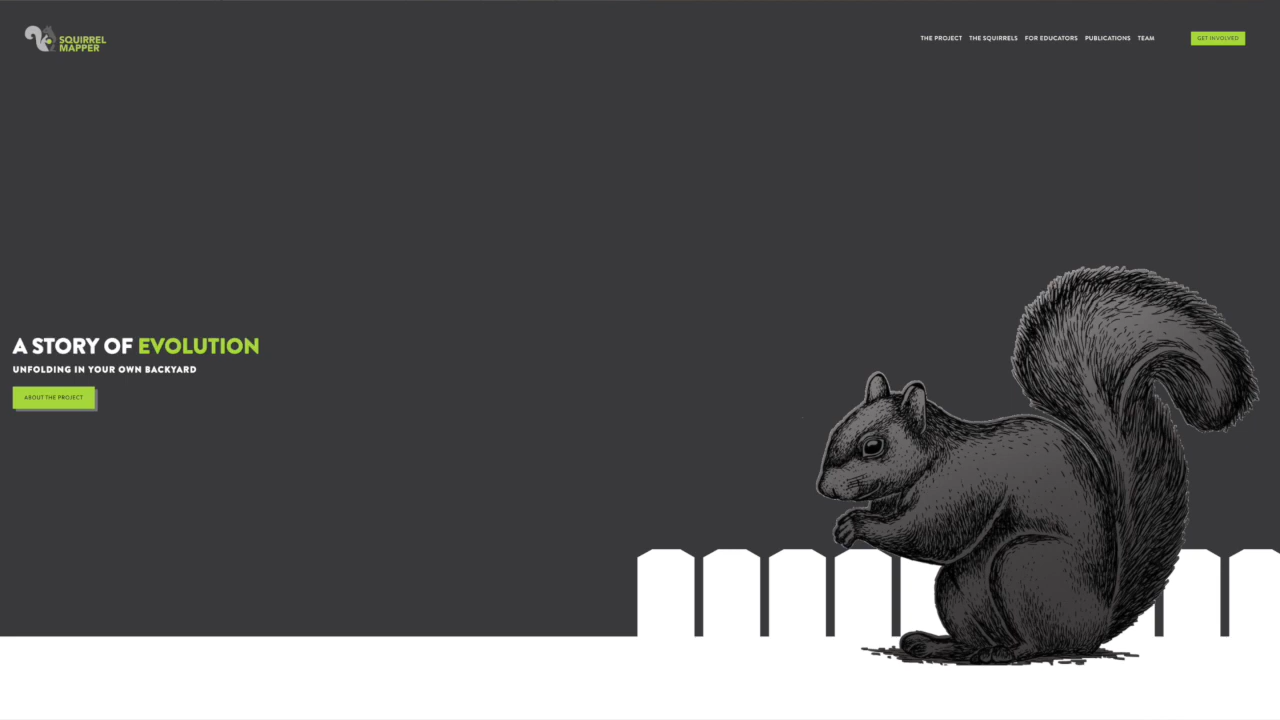 SQUIRREL
MAPPER
THE PROJECT THE SQUIRRELS FOR EDUCATORS PUBLICATIONS TEAM
GET INVOLVED
A STORY OF EVOLUTION
UNFOLDING IN YOUR OWN BACKYARD
ABOUT THE PROJECT